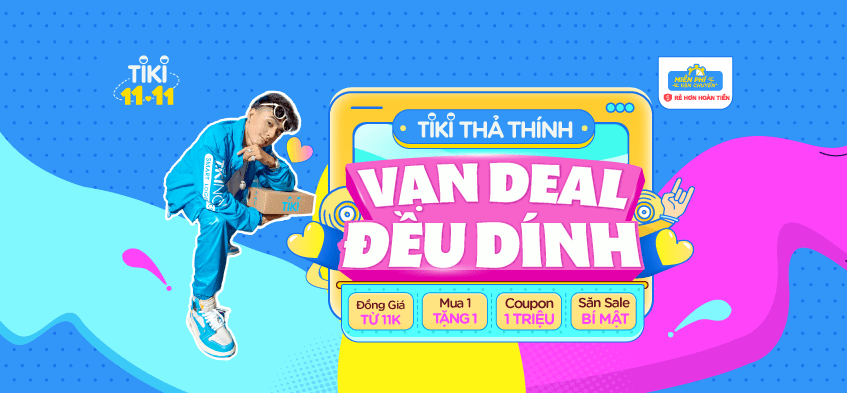 TIKI
11.11
MIỄN PHÍ
VẬN CHUYỂN
RẺ HƠN HOÀN TIỀN
TIKI THẢ THÍNH
VẠN DEAL
ĐỀU DÍNH
TIKI
Đồng Giá
TỪ 11K
Mua 1
TẶNG 1
Coupon
1 TRIỆU
Săn Sale
BÍ MẬT